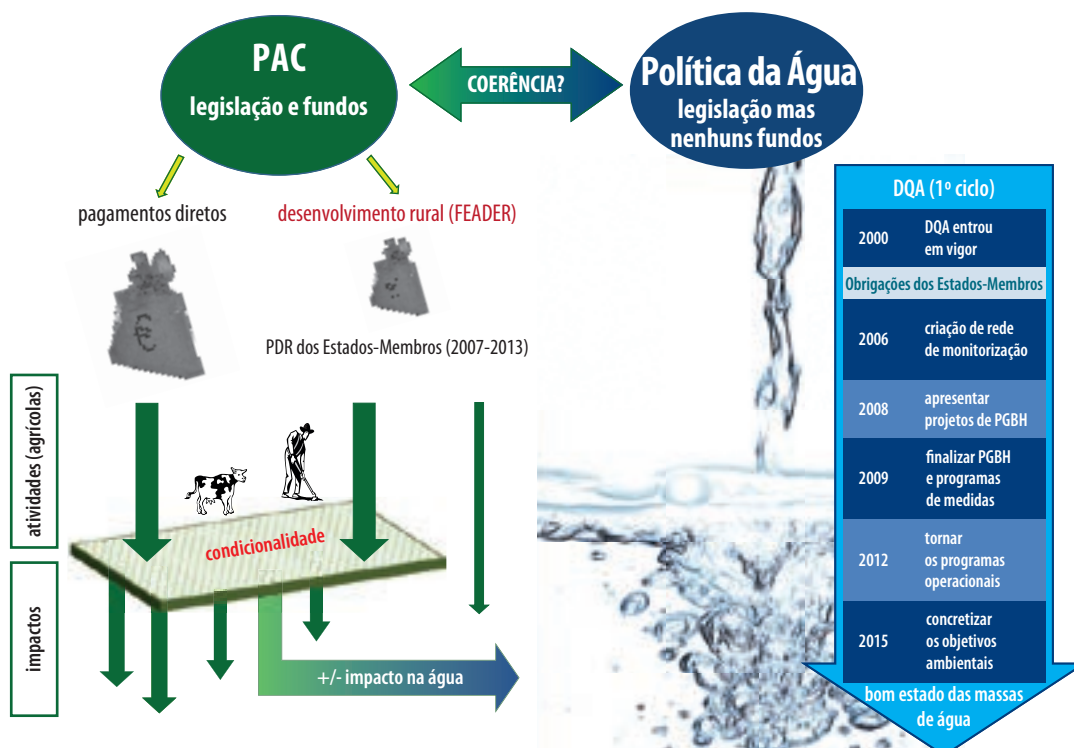 PAC
legislação e fundos
COERÊNCIA?
Política da Água
legislação mas
nenhuns fundos
pagamentos diretos
desenvolvimento rural (FEADER)
€
PDR dos Estados-Membros (2007-2013)
atividades (agrícolas)
condicionalidade
impactos
+/- impacto na água
DQA (1º ciclo)
2000 DQA entrou
em vigor
Obrigações dos Estados-Membros
2006 criação de rede
de monitorização
2008 apresentar
projetos de PGBH
2009 finalizar PGBH
e programas
de medidas
2012 tornar
os programas
operacionais
2015 concretizar
os objetivos
ambientais
bom estado das massas
de água